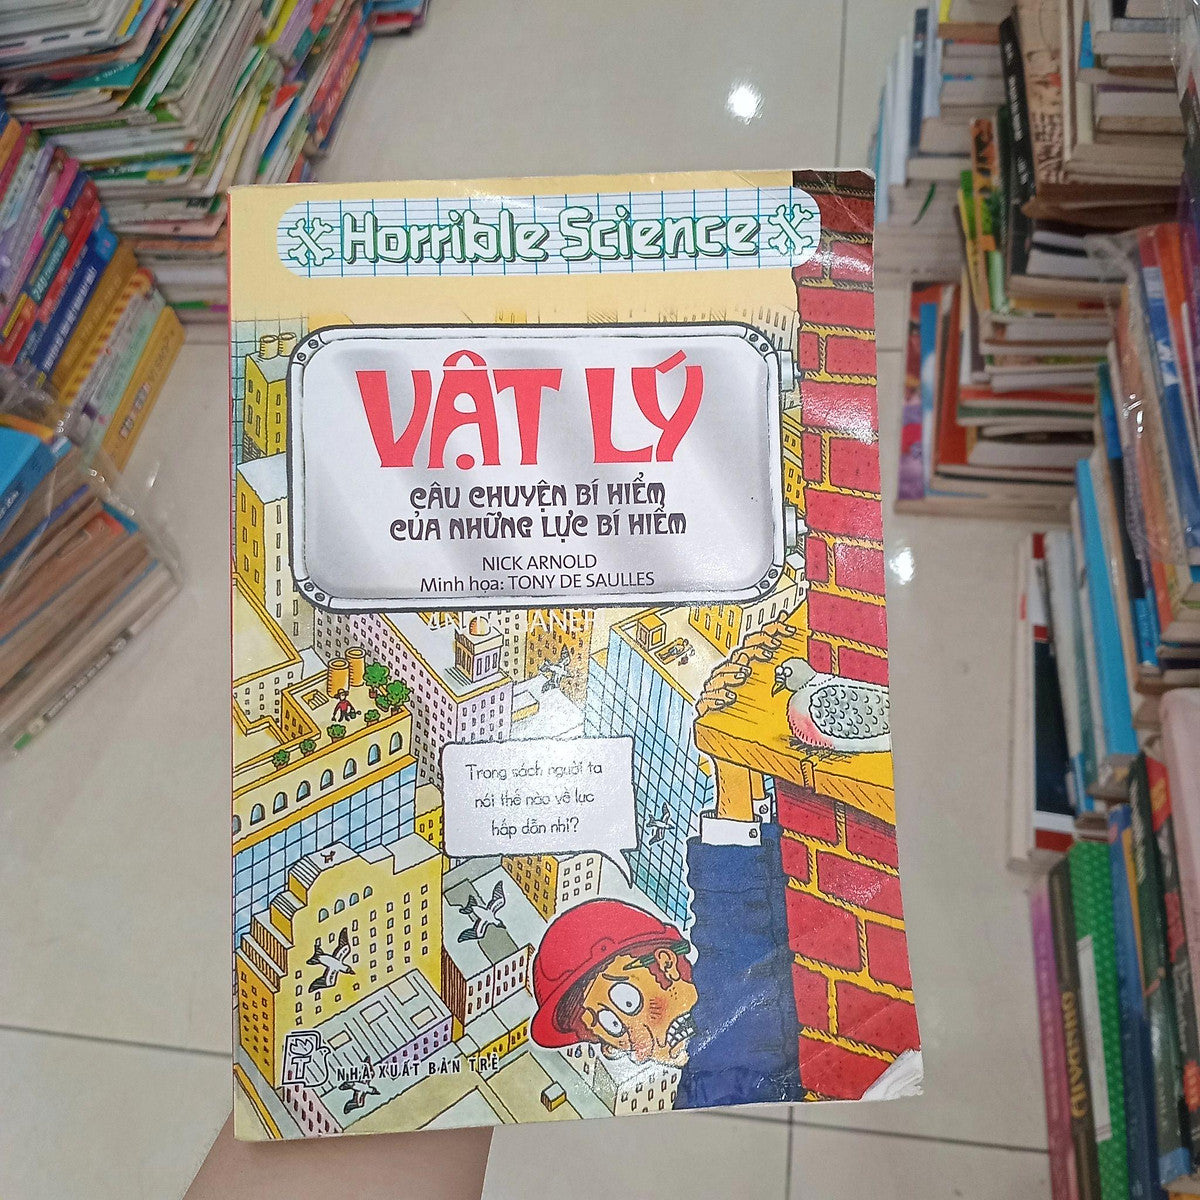 Horrible Science
VẬT LÝ
CÂU CHUYỆN BÍ HIỂM
CỦA NHỮNG LỰC BÍ HIỂM
NICK ARNOLD
Minh họa: TONY DE SAULLES
Trong sách người ta
nói thế nào về lực
hấp dẫn nhỉ?
NHÀ XUẤT BẢN TRẺ